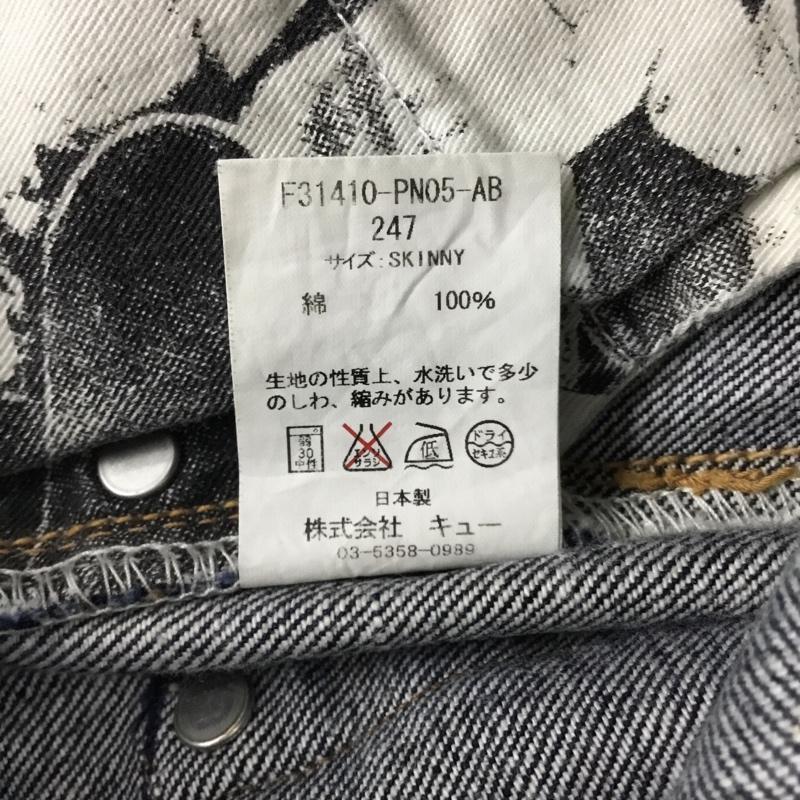 F31410-PN05-AB
247
サイズ:SKINNY
綿 100%
生地の性質上、水洗いで多少
のしわ、縮みがあります。
弱
30
中性
エンソ
サラシ
低
ドライ
セキユ系
日本製
株式会社 キュー
03-5358-0989